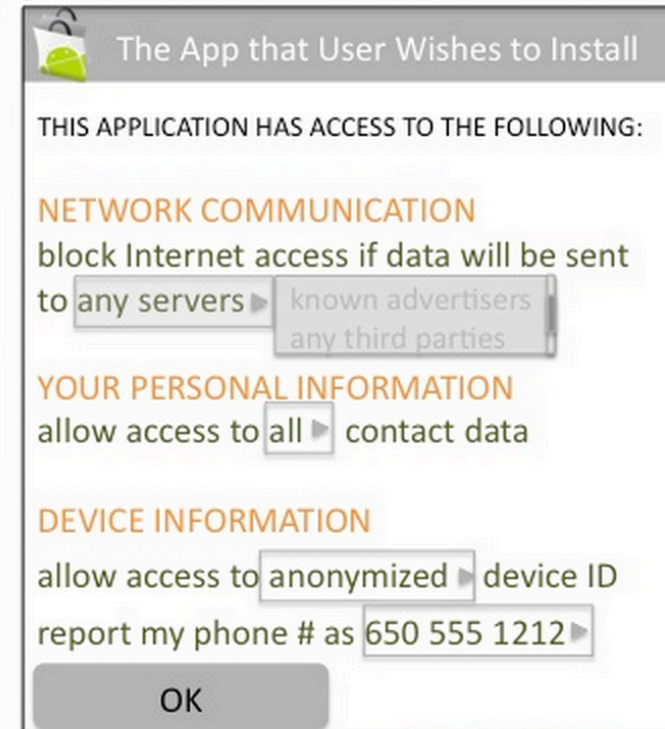 The App that User Wishes to Install
THIS APPLICATION HAS ACCESS TO THE FOLLOWING:
NETWORK COMMUNICATION
block Internet access if data will be sent
to any servers known advertisers
any third parties
YOUR PERSONAL INFORMATION
allow access to all contact data
DEVICE INFORMATION
allow access to anonymized device ID
report my phone # as 650 555 1212
OK